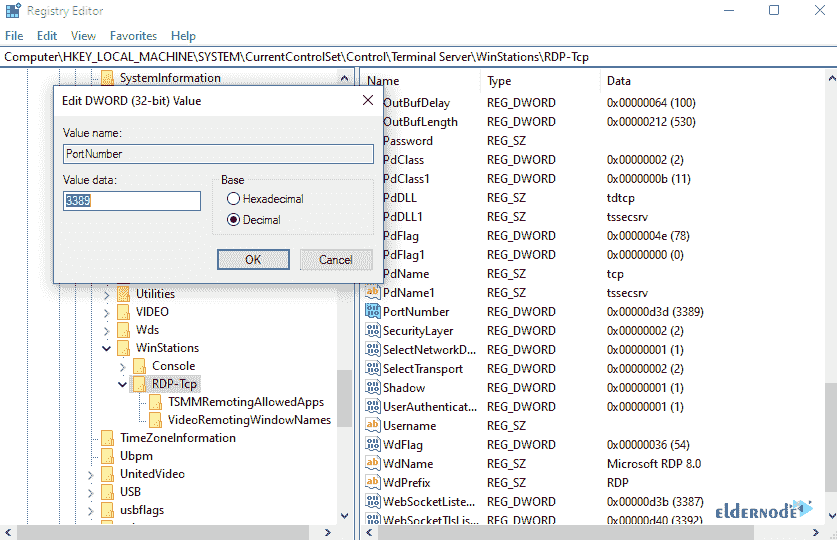 Registry Editor
File Edit View Favorites Help
Computer\HKEY_LOCAL_MACHINE\SYSTEM\CurrentControlSet\Control\Terminal Server\WinStations\RDP-Tcp
SystemInformation
Edit DWORD (32-bit) Value
Value name:
PortNumber
Value data:
3389
Base
Hexadecimal
Decimal
OK Cancel
Utilities
VIDEO
Wds
WinStations
Console
RDP-Tcp
TSMMRemotingAllowedApps
VideoRemotingWindowNames
TimeZoneInformation
Ubpm
UnitedVideo
USB
usbflags
Name Type Data
OutBufDelay REG_DWORD 0x00000064 (100)
OutBufLength REG_DWORD 0x00000212 (530)
Password REG_SZ
PdClass REG_DWORD 0x00000002 (2)
PdClass1 REG_DWORD 0x0000000b (11)
PdDLL REG_SZ tdtcp
PdDLL1 REG_SZ tssecsrv
PdFlag REG_DWORD 0x0000004e (78)
PdFlag1 REG_DWORD 0x00000000 (0)
PdName REG_SZ tcp
PdName1 REG_SZ tssecsrv
PortNumber REG_DWORD 0x00000d3d (3389)
SecurityLayer REG_DWORD 0x00000002 (2)
SelectNetworkD... REG_DWORD 0x00000001 (1)
SelectTransport REG_DWORD 0x00000002 (2)
Shadow REG_DWORD 0x00000001 (1)
UserAuthenticat... REG_DWORD 0x00000001 (1)
Username REG_SZ
WdFlag REG_DWORD 0x00000036 (54)
WdName REG_SZ Microsoft RDP 8.0
WdPrefix REG_SZ RDP
WebSocketListe... REG_DWORD 0x00000d3b (3387)
WebSocketTlsLi... REG_DWORD 0x00000d40 (3392)
eldernode